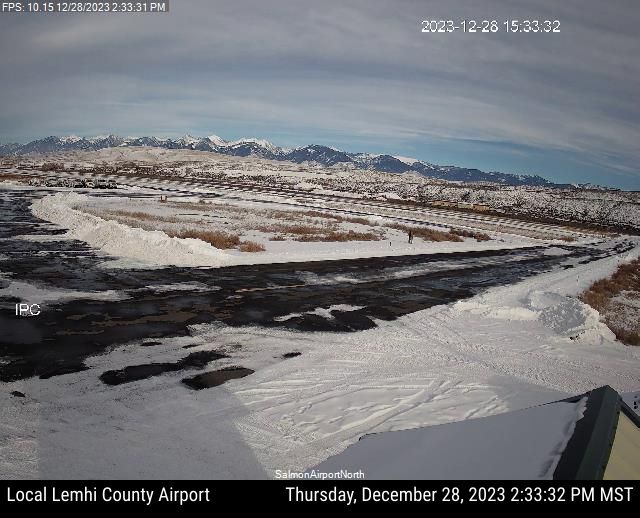 FPS: 10.15 12/28/2023 2:33:31 PM
2023-12-28 15:33:32
IPC
SalmonAirportNorth
Local Lemhi County Airport Thursday, December 28, 2023 2:33:32 PM MST